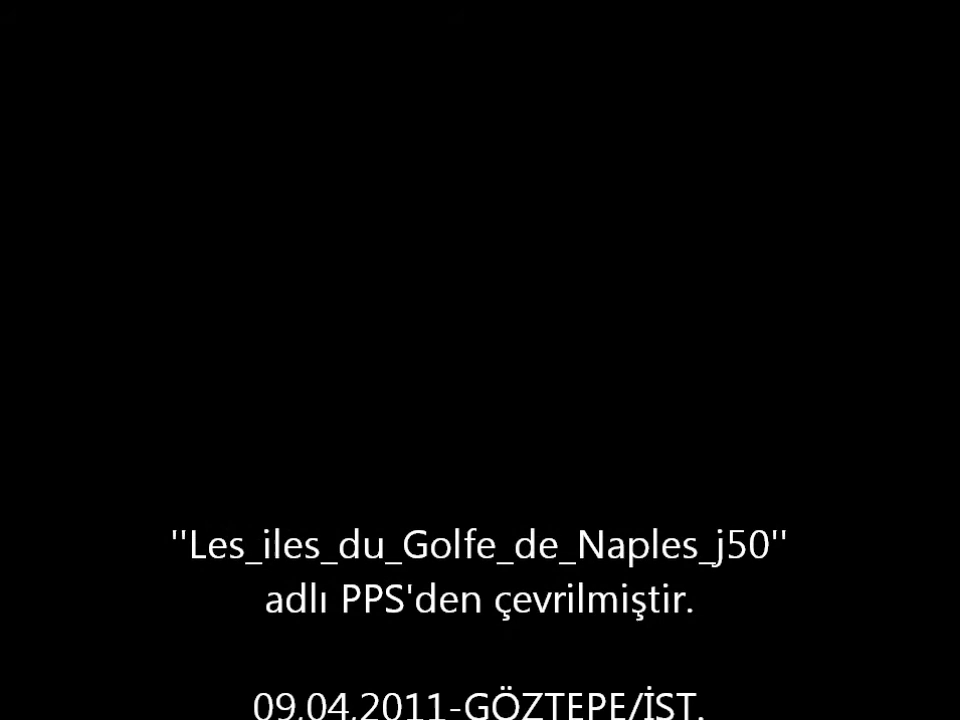 ''Les_iles_du_Golfe_de_Naples_j50''
adlı PPS'den çevrilmiştir.
09.04.2011-GÖZTEPE/İST.